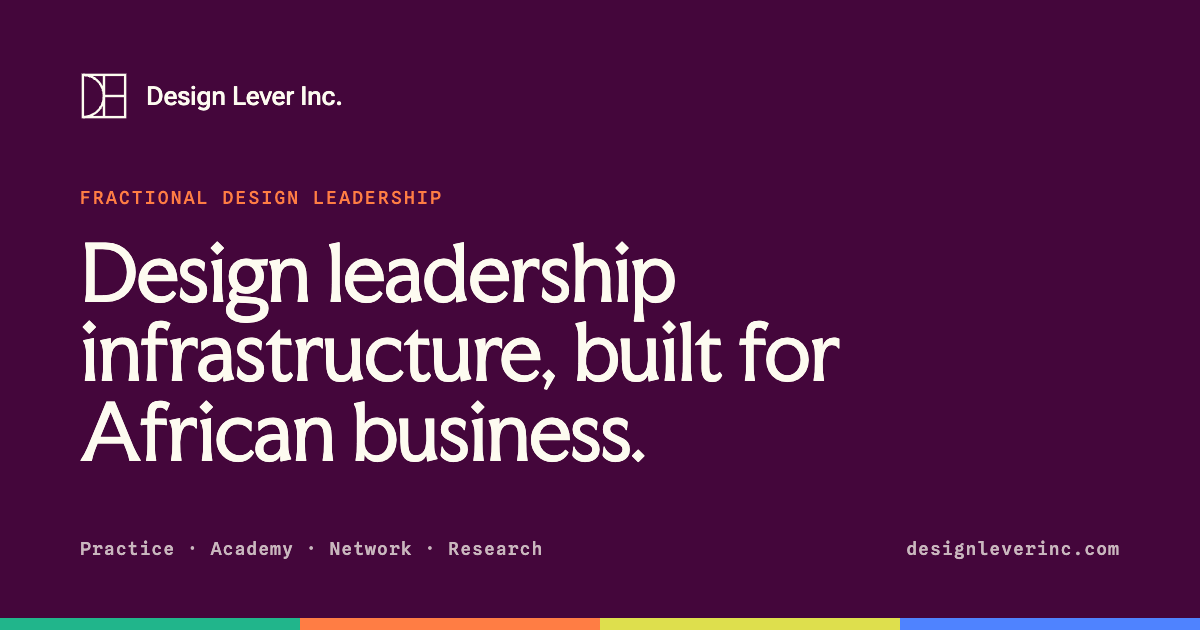 Design Lever Inc.
FRACTIONAL DESIGN LEADERSHIP
Design leadership
infrastructure, built for
African business.
Practice · Academy · Network · Research
designleverinc.com